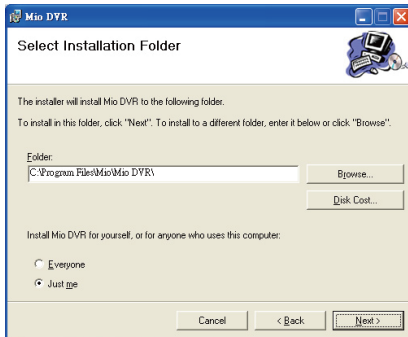 Mio DVR
Select Installation Folder
The installer will install Mio DVR to the following folder.
To install in this folder, click "Next". To install to a different folder, enter it below or click "Browse".
Folder:
C:\Program Files\Mio\Mio DVR\
Browse...
Disk Cost...
Install Mio DVR for yourself, or for anyone who uses this computer:
Everyone
Just me
Cancel
< Back
Next >